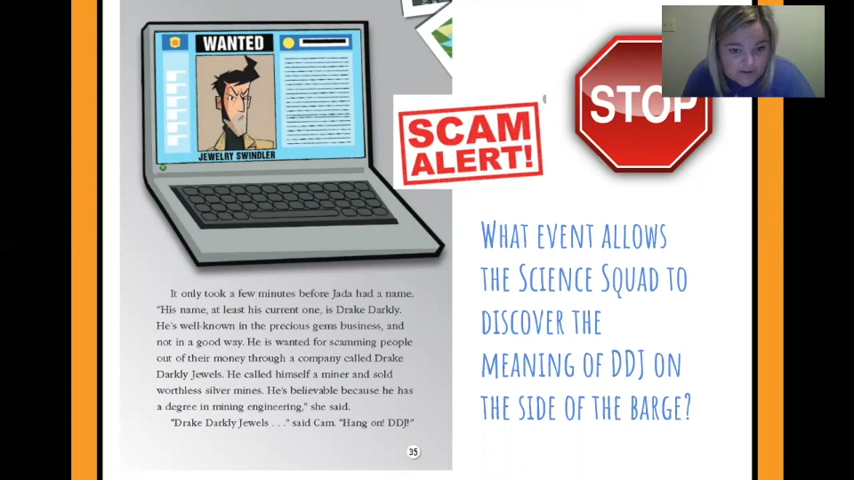 WANTED
JEWELRY SWINDLER
SCAM
ALERT!
STOP
It only took a few minutes before Jada had a name.
"His name, at least his current one, is Drake Darkly.
He's well-known in the precious gems business, and
not in a good way. He is wanted for scamming people
out of their money through a company called Drake
Darkly Jewels. He called himself a miner and sold
worthless silver mines. He's believable because he has
a degree in mining engineering," she said.
"Drake Darkly Jewels . . ." said Cam. "Hang on! DDJ!"
35
WHAT EVENT ALLOWS
THE SCIENCE SQUAD TO
DISCOVER THE
MEANING OF DDJ ON
THE SIDE OF THE BARGE?